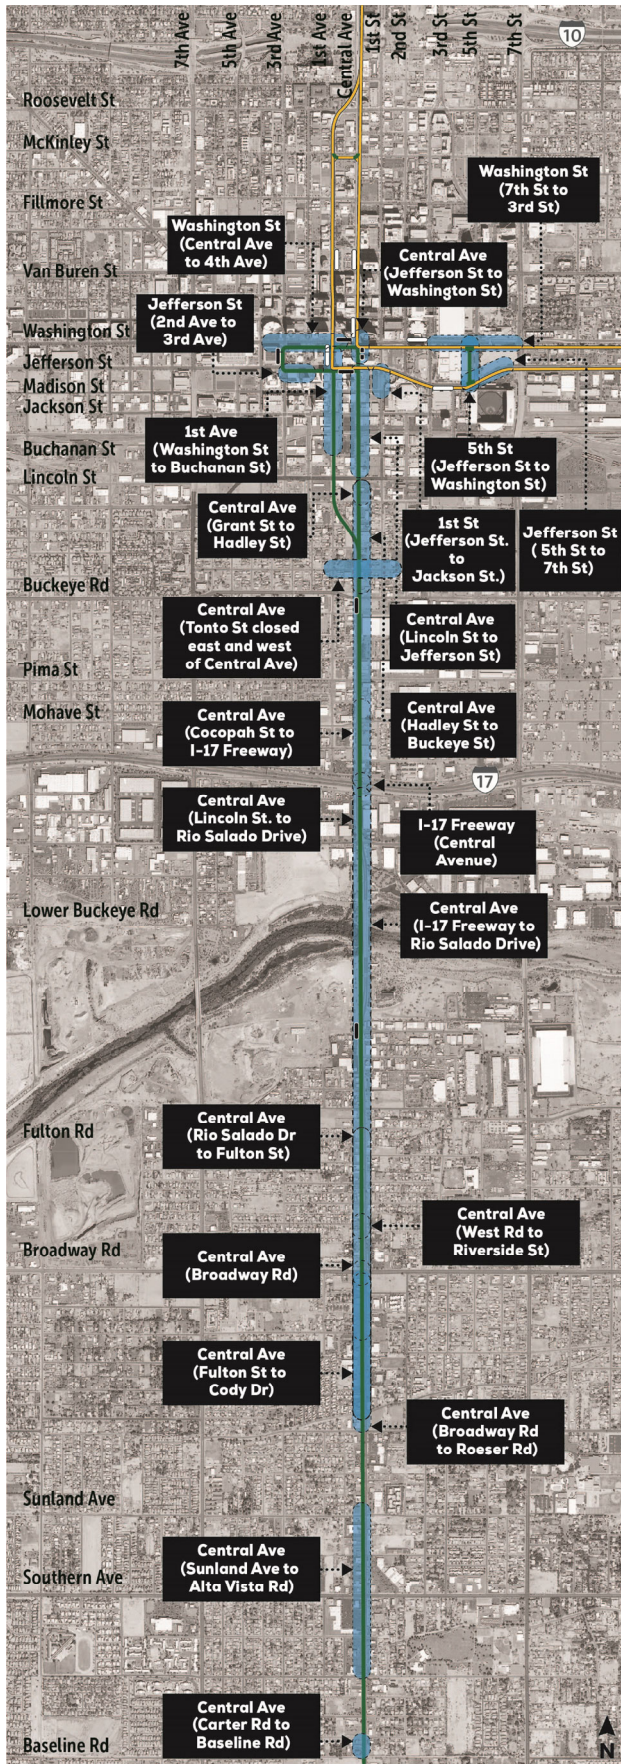 7th Ave
5th Ave
3rd Ave
1st Ave
Central Ave
1st St
2nd St
3rd St
5th St
7th St
10
Roosevelt St
McKinley St
Fillmore St
Van Buren St
Washington St
Jefferson St
Madison St
Jackson St
Buchanan St
Lincoln St
Buckeye Rd
Pima St
Mohave St
Lower Buckeye Rd
Fulton Rd
Broadway Rd
Sunland Ave
Southern Ave
Baseline Rd
Washington St
(7th St to
3rd St)
Washington St
(Central Ave
to 4th Ave)
Central Ave
(Jefferson St to
Washington St)
Jefferson St
(2nd Ave to
3rd Ave)
1st Ave
(Washington St
to Buchanan St)
5th St
(Jefferson St to
Washington St)
Central Ave
(Grant St to
Hadley St)
1st St
(Jefferson St.
to
Jackson St.)
Jefferson St
( 5th St to
7th St)
Central Ave
(Tonto St closed
east and west
of Central Ave)
Central Ave
(Lincoln St to
Jefferson St)
Central Ave
(Cocopah St to
I-17 Freeway)
Central Ave
(Hadley St to
Buckeye St)
17
Central Ave
(Lincoln St. to
Rio Salado Drive)
I-17 Freeway
(Central
Avenue)
Central Ave
(I-17 Freeway to
Rio Salado Drive)
Central Ave
(Rio Salado Dr
to Fulton St)
Central Ave
(West Rd to
Riverside St)
Central Ave
(Broadway Rd)
Central Ave
(Fulton St to
Cody Dr)
Central Ave
(Broadway Rd
to Roeser Rd)
Central Ave
(Sunland Ave to
Alta Vista Rd)
Central Ave
(Carter Rd to
Baseline Rd)
N